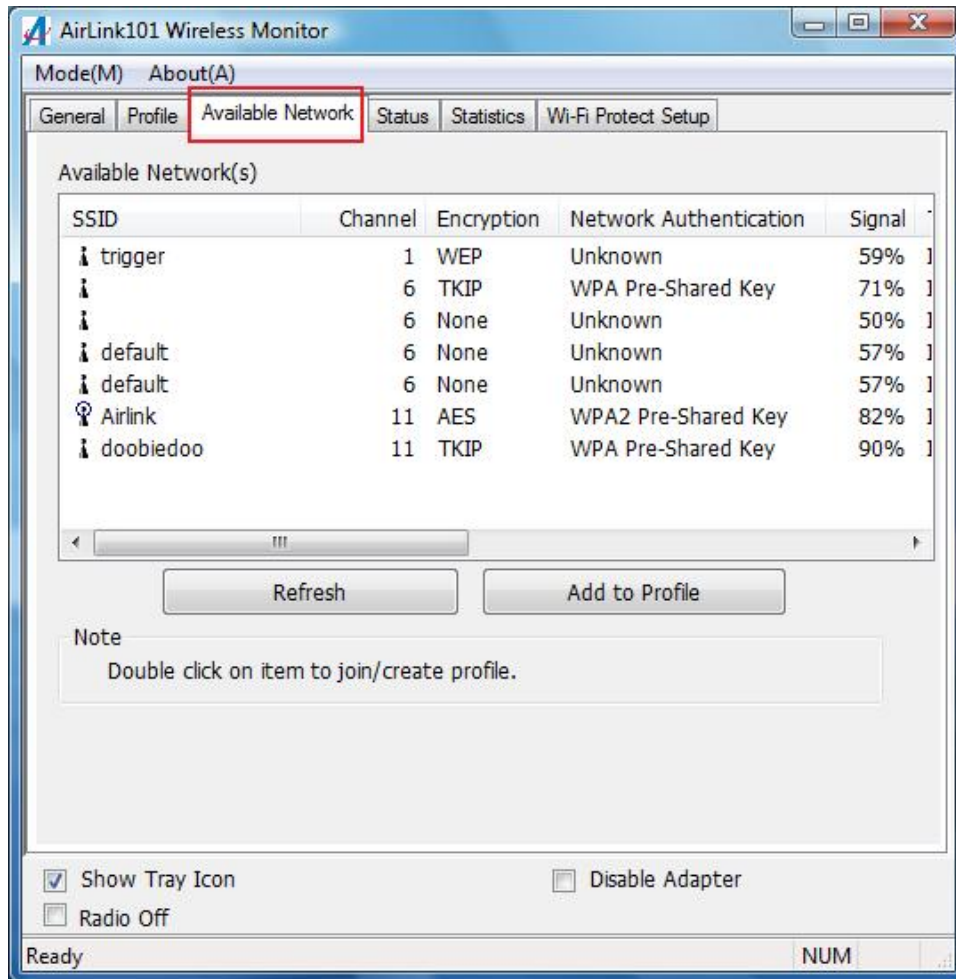 AirLink101 Wireless Monitor
Mode(M) About(A)
General Profile Available Network Status Statistics Wi-Fi Protect Setup
Available Network(s)
SSID Channel Encryption Network Authentication Signal
trigger 1 WEP Unknown 59%
6 TKIP WPA Pre-Shared Key 71%
6 None Unknown 50%
default 6 None Unknown 57%
default 6 None Unknown 57%
Airlink 11 AES WPA2 Pre-Shared Key 82%
doobiedoo 11 TKIP WPA Pre-Shared Key 90%
Refresh Add to Profile
Note
Double click on item to join/create profile.
Show Tray Icon Disable Adapter
Radio Off
Ready NUM